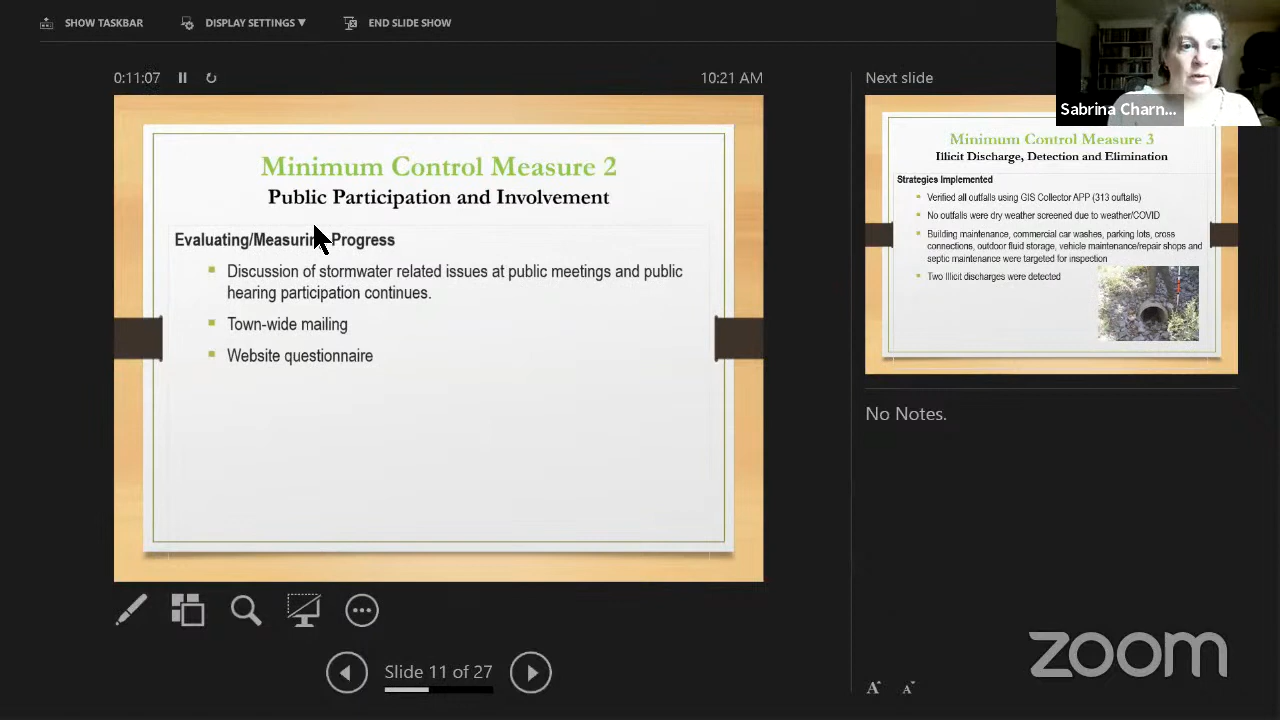 SHOW TASKBAR
DISPLAY SETTINGS ▼
END SLIDE SHOW
0:11:07
10:21 AM
Minimum Control Measure 2
Public Participation and Involvement
Evaluating/Measuring Progress
Discussion of stormwater related issues at public meetings and public
hearing participation continues.
Town-wide mailing
Website questionnaire
Slide 11 of 27
Next slide
Sabrina Charn...
Minimum Control Measure 3
Illicit Discharge, Detection and Elimination
Strategies Implemented
Verified all outfalls using GIS Collector APP (313 outfalls)
No outfalls were dry weather screened due to weather/COVID
Building maintenance, commercial car washes, parking lots, cross
connections, outdoor fluid storage, vehicle maintenance/repair shops and
septic maintenance were targeted for inspection
Two Illicit discharges were detected
No Notes.
A A
zoom